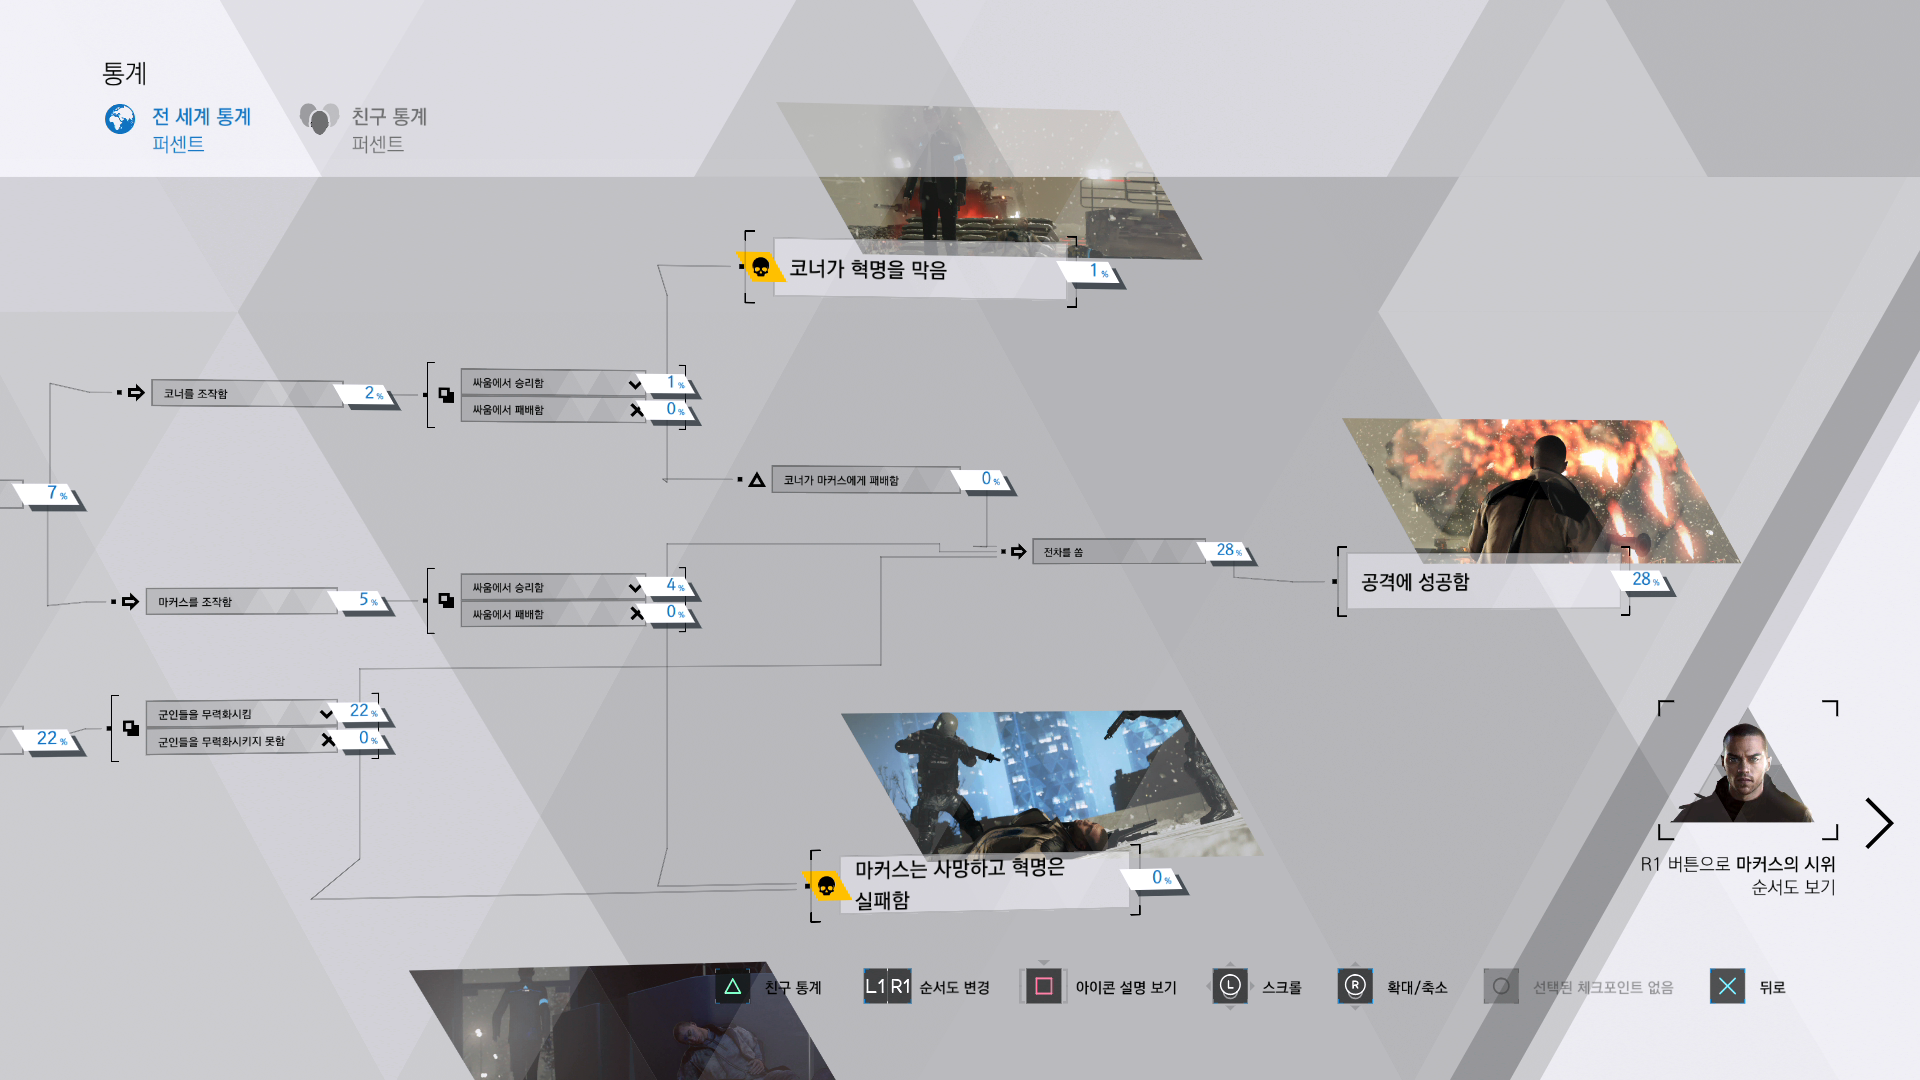 통계
전 세계 통계
퍼센트
친구 통계
퍼센트
코너가 혁명을 막음
1%
코너를 조작함
2%
싸움에서 승리함
1%
싸움에서 패배함
0%
코너가 마커스에게 패배함
0%
7%
전차를 씀
28%
공격에 성공함
28%
마커스를 조작함
5%
싸움에서 승리함
4%
싸움에서 패배함
0%
22%
군인들을 무력화시킴
22%
군인들을 무력화시키지 못함
0%
마커스는 사망하고 혁명은
실패함
0%
R1 버튼으로 마커스의 시위
순서도 보기
친구 통계
L1 R1 순서도 변경
아이콘 설명 보기
L 스크롤
R 확대/축소
선택된 체크포인트 없음
뒤로